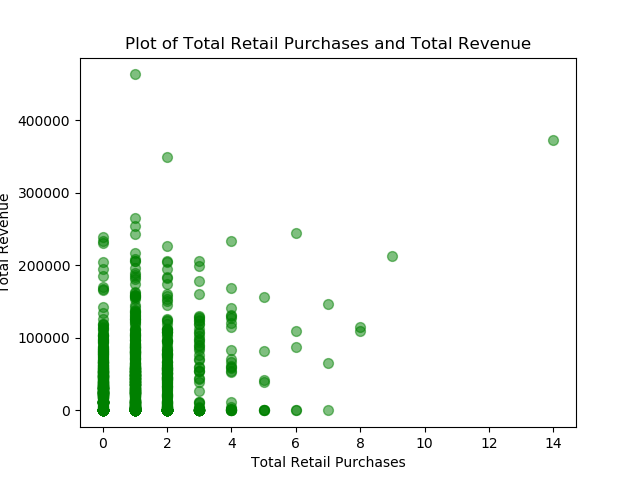 Plot of Total Retail Purchases and Total Revenue
400000
300000
200000
100000
0
Total Revenue
0 2 4 6 8 10 12 14
Total Retail Purchases